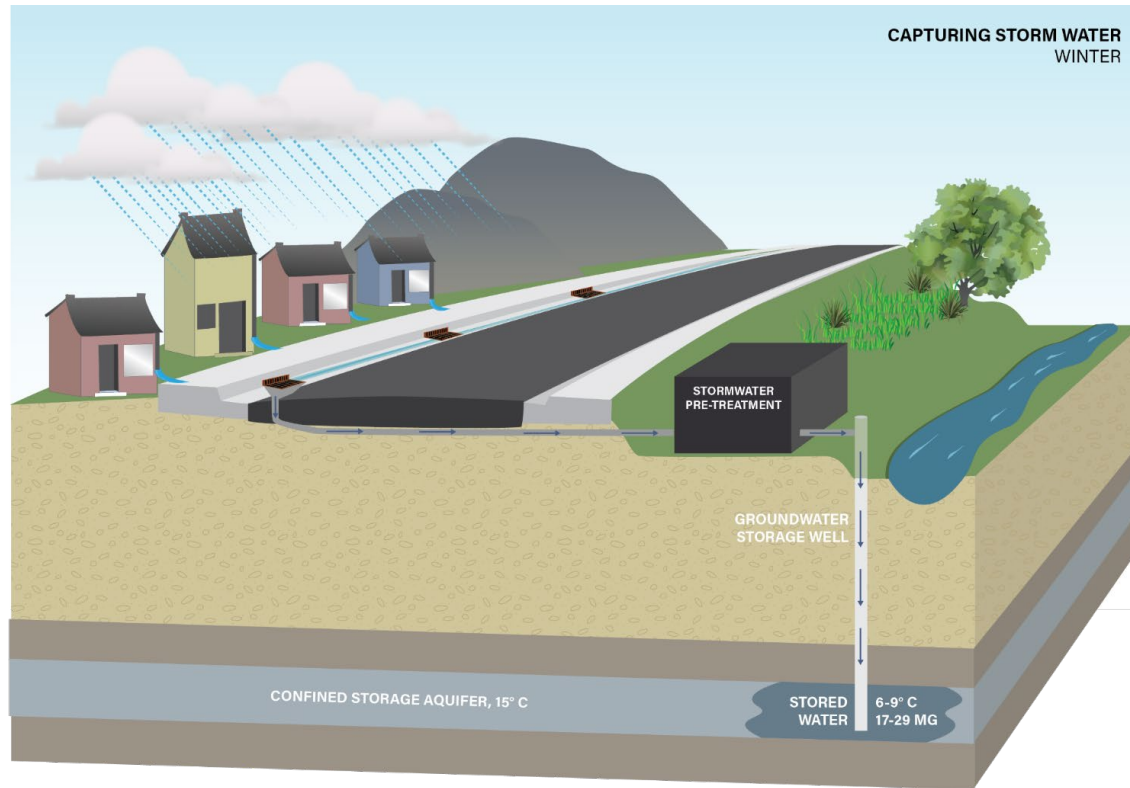 CAPTURING STORM WATER
WINTER
STORMWATER
PRE-TREATMENT
GROUNDWATER
STORAGE WELL
CONFINED STORAGE AQUIFER, 15° C
STORED
WATER
6-9° C
17-29 MG